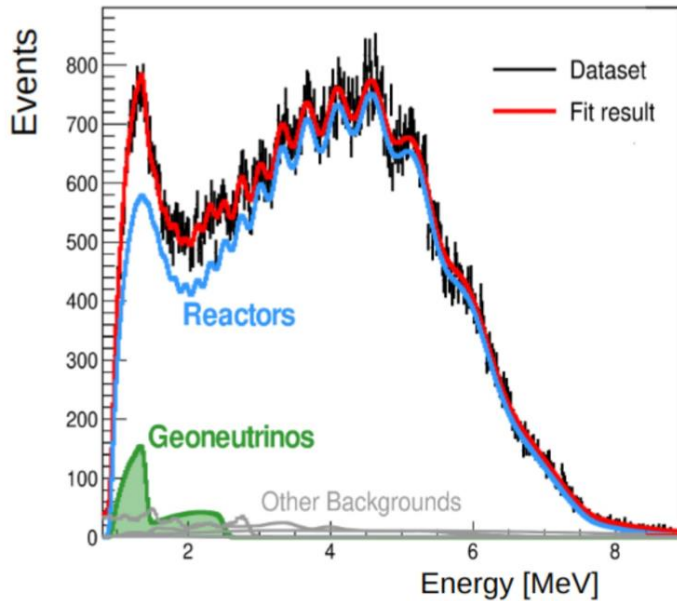 Events
800
700
600
500
400
300
200
100
0
Dataset
Fit result
Reactors
Geoneutrinos
Other Backgrounds
2 4 6 8
Energy [MeV]